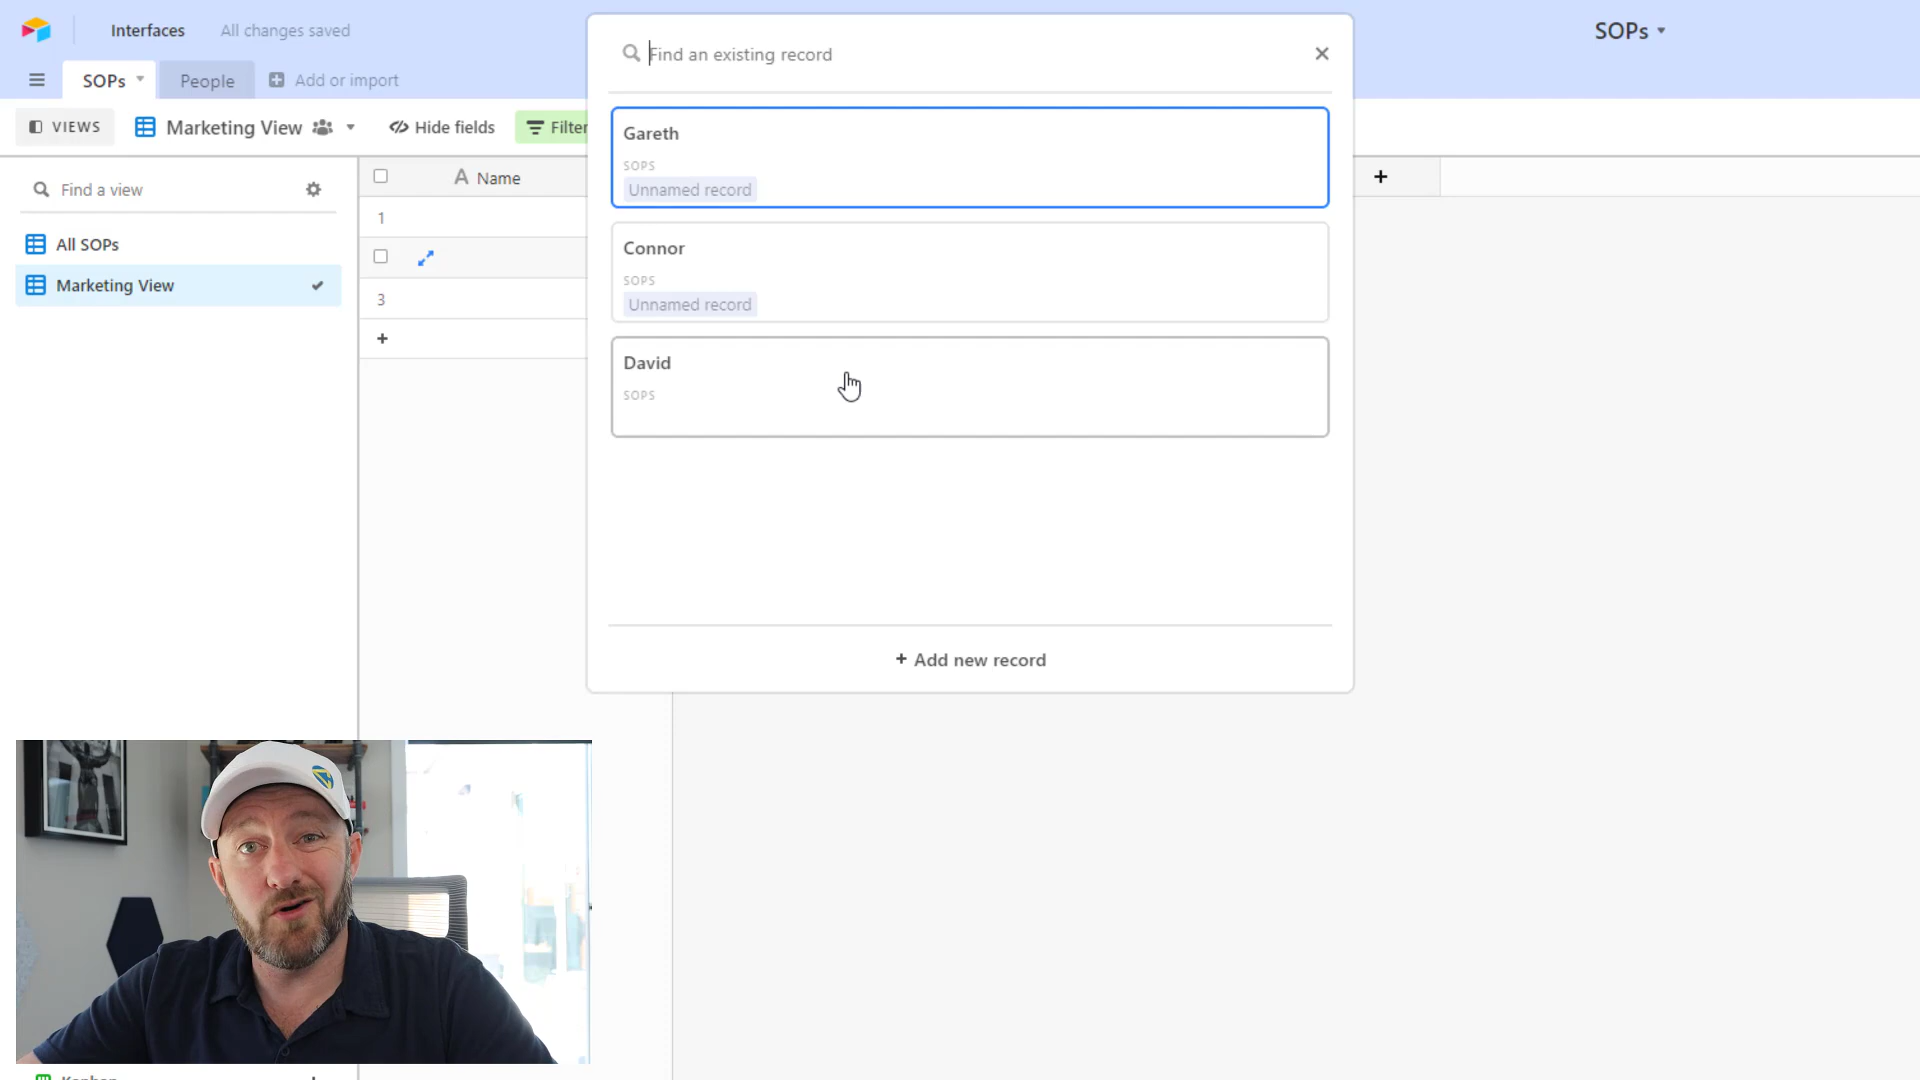 Interfaces
All changes saved
SOPs
SOPs
People
Add or import
VIEWS
Marketing View
Hide fields
Filter
Find a view
All SOPs
Marketing View
Name
1
3
+
+
Find an existing record
Gareth
SOPS
Unnamed record
Connor
SOPS
Unnamed record
David
SOPS
+ Add new record